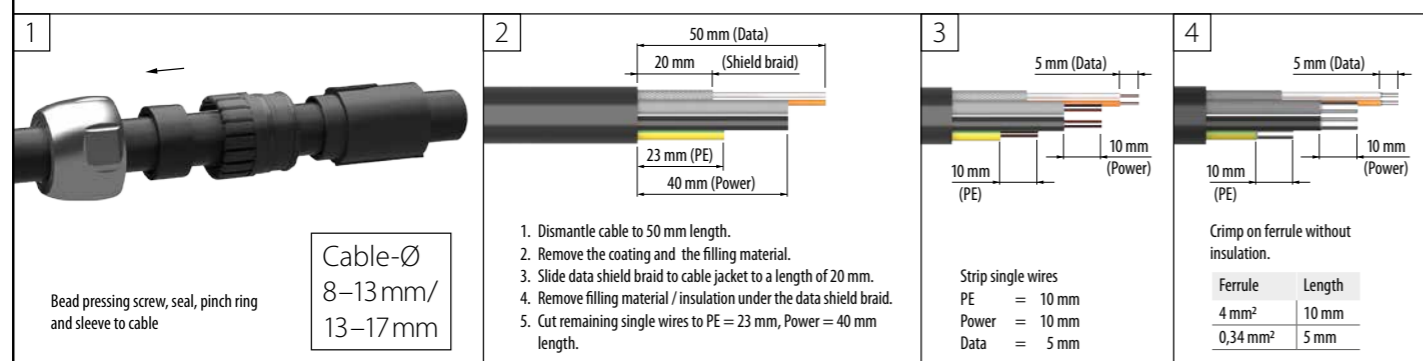 1
Bead pressing screw, seal, pinch ring
and sleeve to cable
Cable-Ø
8–13 mm/
13–17 mm
2
50 mm (Data)
20 mm (Shield braid)
23 mm (PE)
40 mm (Power)
1. Dismantle cable to 50 mm length.
2. Remove the coating and the filling material.
3. Slide data shield braid to cable jacket to a length of 20 mm.
4. Remove filling material / insulation under the data shield braid.
5. Cut remaining single wires to PE = 23 mm, Power = 40 mm
length.
3
5 mm (Data)
10 mm
(Power)
10 mm
(PE)
Strip single wires
PE = 10 mm
Power = 10 mm
Data = 5 mm
4
5 mm (Data)
10 mm
(Power)
10 mm
(PE)
Crimp on ferrule without
insulation.
Ferrule Length
4 mm² 10 mm
0,34 mm² 5 mm